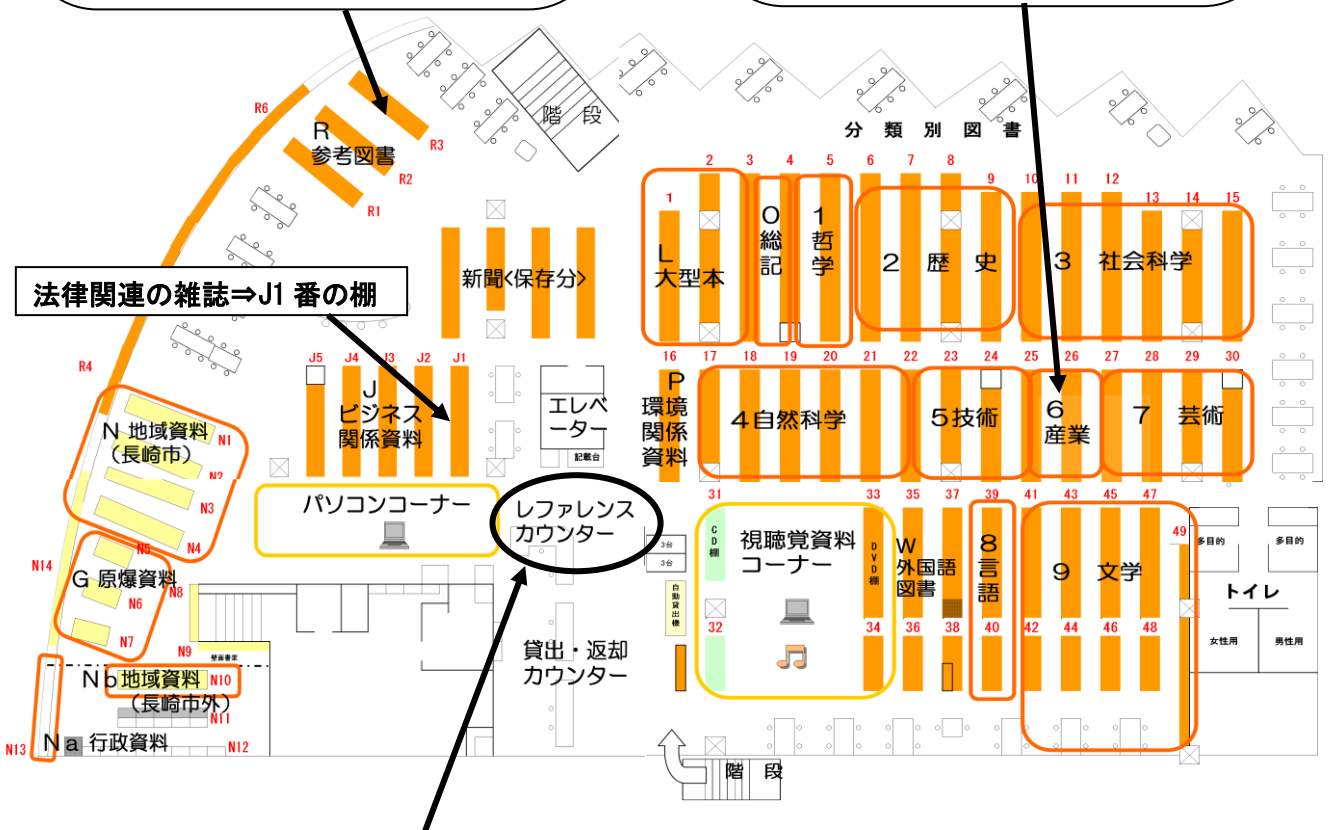 分類別図書
階段
R6
R
参考図書
R3
R2
R1
1
2
3
4
5
6
7
8
9
10
11
12
13
14
15
L
大型本
0総記
1哲学
2 歴 史
3 社会科学
新聞<保存分>
法律関連の雑誌⇒J1番の棚
R4
J5
J4
J3
J2
J1
J
ビジネス
関係資料
エレベ
ーター
記載台
16
17
18
19
20
21
22
23
24
25
26
27
28
29
30
P
環境
関係
資料
4自然科学
5技術
6
産業
7 芸術
N 地域資料
(長崎市)
N1
N2
N3
N4
パソコンコーナー
レファレンス
カウンター
3台
3台
自動貸出機
31
CD棚
視聴覚資料
コーナー
33
DVD棚
35
37
39
41
43
45
47
49
W
外国語
図書
8言語
9 文学
多目的
多目的
トイレ
女性用
男性用
32
34
36
38
40
42
44
46
48
N14
N5
G 原爆資料
N6
N8
N7
N9
壁面書架
貸出・返却
カウンター
Nb地域資料
(長崎市外)
N10
N11
N13
Na 行政資料
N12
階段